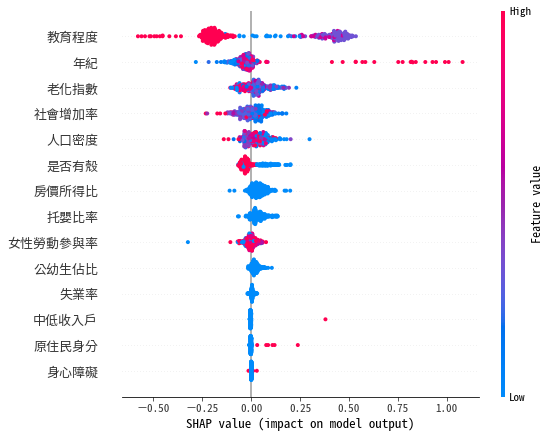 High
教育程度
年紀
老化指數
社會增加率
人口密度
是否有殼
房價所得比
托嬰比率
女性勞動參與率
公幼生佔比
失業率
中低收入戶
原住民身分
身心障礙
Feature value
Low
−0.50 −0.25 0.00 0.25 0.50 0.75 1.00
SHAP value (impact on model output)